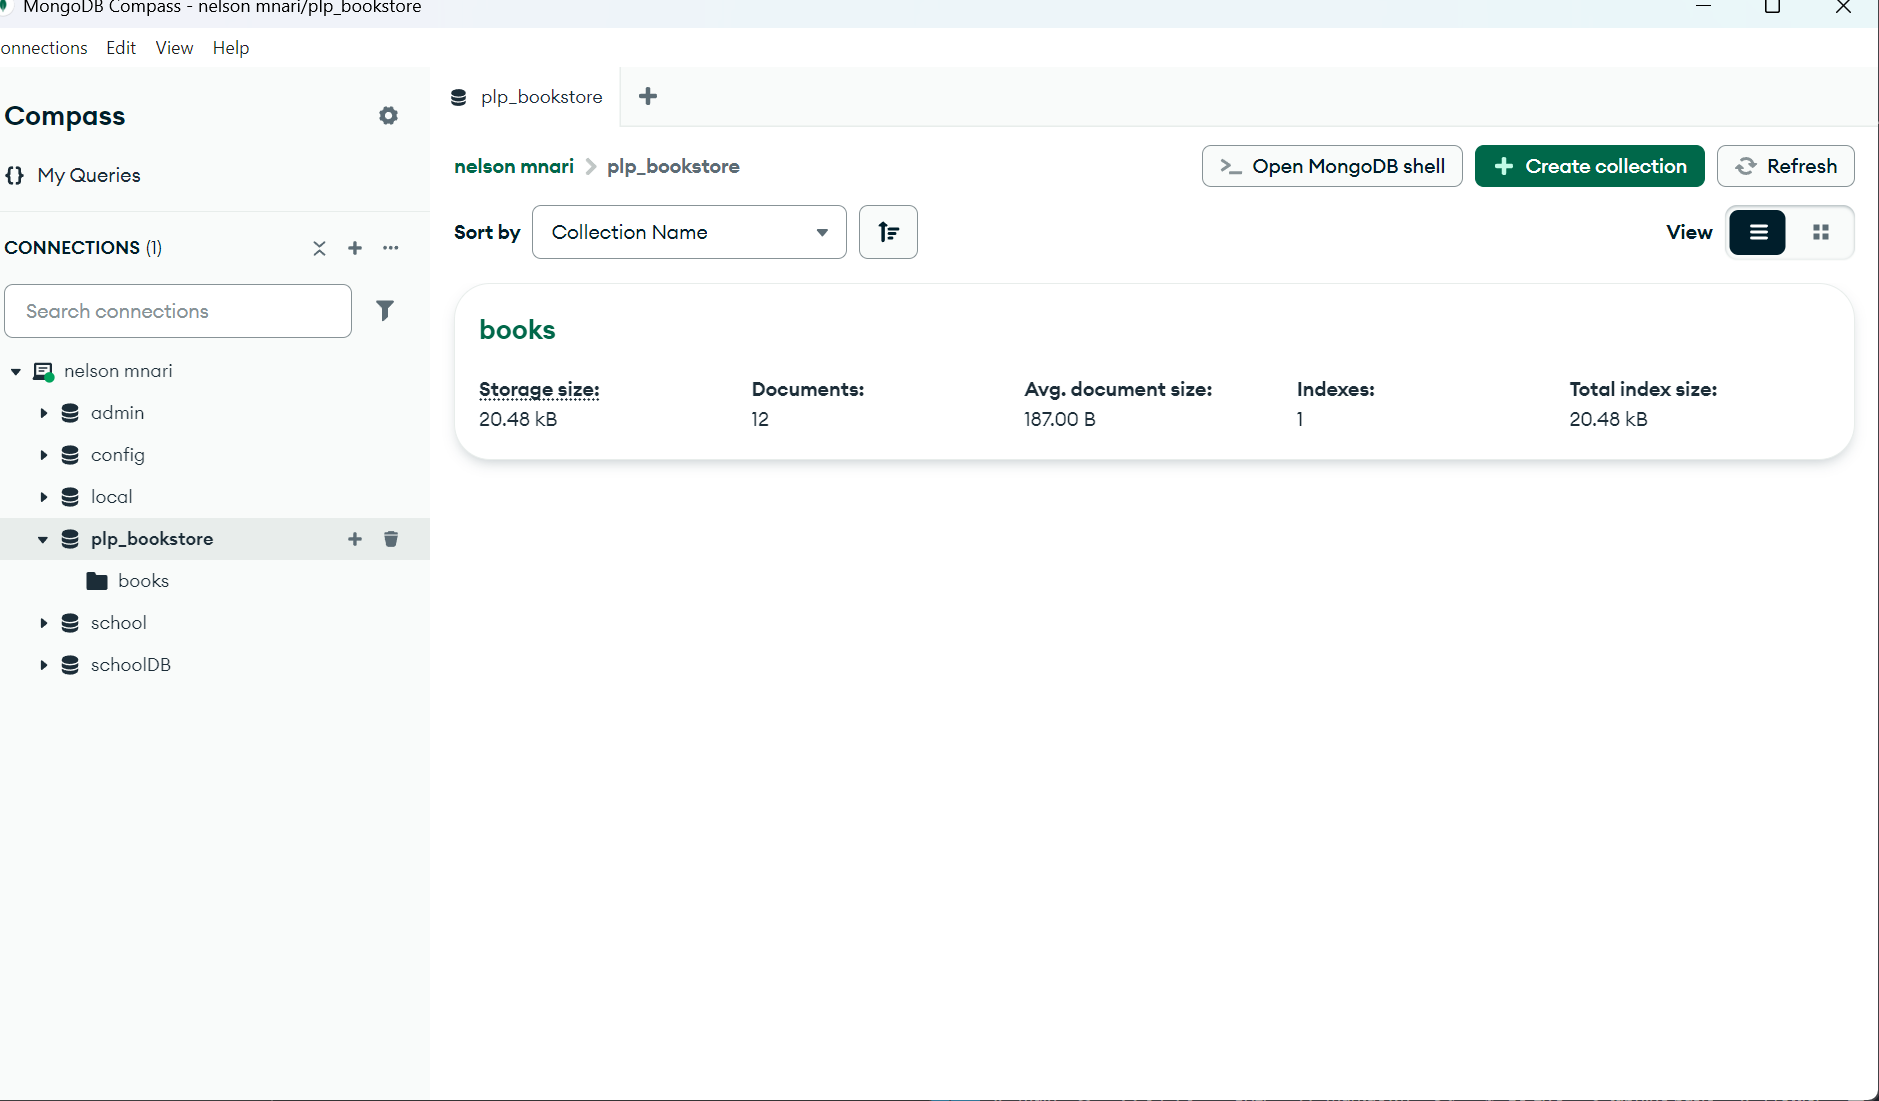 MongoDB Compass - nelson mnari/plp_bookstore
onnections Edit View Help
Compass
My Queries
CONNECTIONS (1)
Search connections
nelson mnari
admin
config
local
plp_bookstore
books
school
schoolDB
plp_bookstore
nelson mnari plp_bookstore
Open MongoDB shell
Create collection
Refresh
Sort by Collection Name
View
books
Storage size: Documents: Avg. document size: Indexes: Total index size:
20.48 kB 12 187.00 B 1 20.48 kB